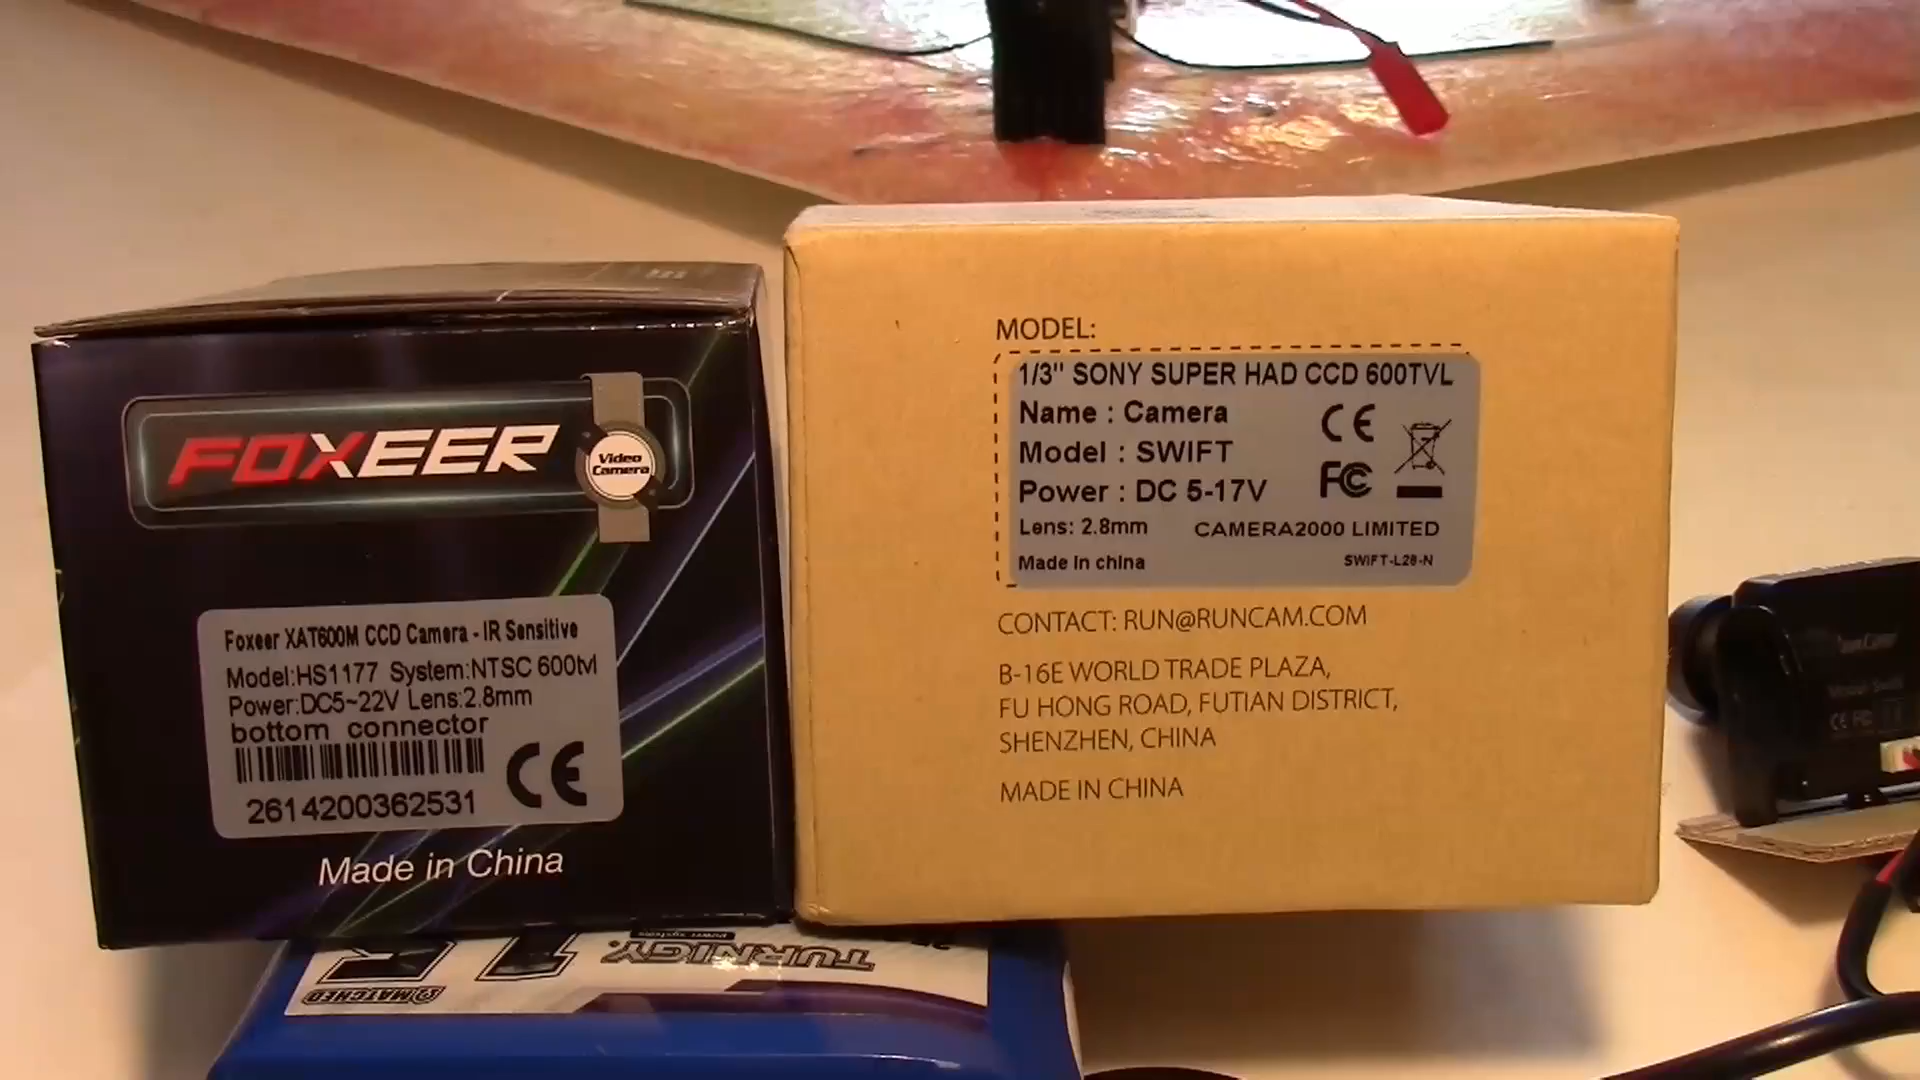 FOXEER
Video
Camera
Foxeer XAT600M CCD Camera - IR Sensitive
Model:HS1177 System:NTSC 600tvl
Power:DC5~22V Lens:2.8mm
bottom connector
2614200362531
CE
Made in China
MODEL:
1/3" SONY SUPER HAD CCD 600TVL
Name : Camera
CE
Model : SWIFT
FC
Power : DC 5-17V
Lens: 2.8mm CAMERA2000 LIMITED
Made in china SWIFT-L28-N
CONTACT: RUN@RUNCAM.COM
B-16E WORLD TRADE PLAZA,
FU HONG ROAD, FUTIAN DISTRICT,
SHENZHEN, CHINA
MADE IN CHINA
CE FC
TURNIGY
MATCHED